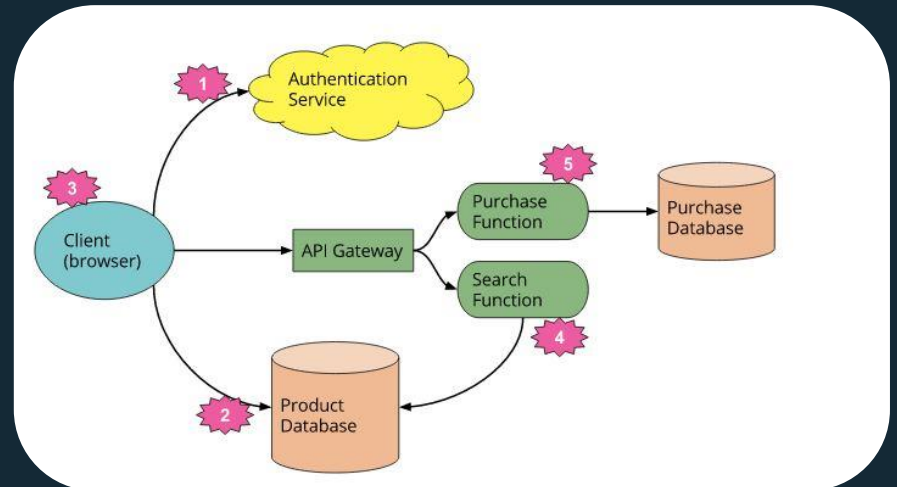 1
Authentication
Service
3
Client
(browser)
API Gateway
5
Purchase
Function
Purchase
Database
Search
Function
4
2
Product
Database